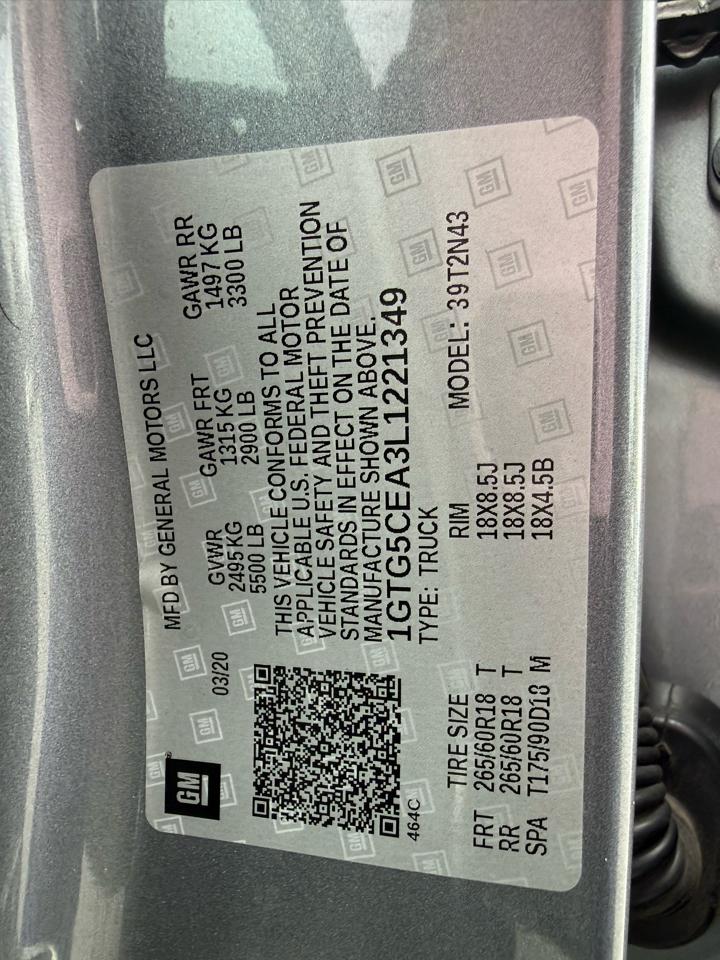 GM®
03/20
MFD BY GENERAL MOTORS LLC
GVWR GAWR FRT GAWR RR
2495 KG 1315 KG 1497 KG
5500 LB 2900 LB 3300 LB
THIS VEHICLE CONFORMS TO ALL
APPLICABLE U.S. FEDERAL MOTOR
VEHICLE SAFETY AND THEFT PREVENTION
STANDARDS IN EFFECT ON THE DATE OF
MANUFACTURE SHOWN ABOVE.
1GTG5CEA3L1221349
464C
TYPE: TRUCK MODEL: 39T2N43
TIRE SIZE RIM
FRT 265/60R18 T 18X8.5J
RR 265/60R18 T 18X8.5J
SPA T175/90D18 M 18X4.5B